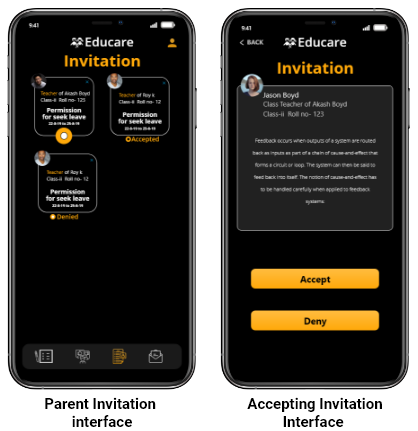 9:41
Educare
Invitation
Teacher of Akash Boyd
Class-ii Roll no- 123
Permission
for seek leave
22-6-19 to 25-6-19
Teacher of Roy k
Class-ii Roll no- 12
Permission
for seek leave
22-6-19 to 25-6-19
Accepted
Teacher of Roy k
Class-ii Roll no- 12
Permission
for seek leave
22-6-19 to 25-6-19
Denied
Parent Invitation
interface
9:41
< BACK
Educare
Invitation
Jason Boyd
Class Teacher of Akash Boyd
Class-ii Roll no- 123
Feedback occurs when outputs of a system are routed
back as inputs as part of a chain of cause-and-effect that
forms a circuit or loop. The system can then be said to
feed back into itself. The notion of cause-and-effect has
to be handled carefully when applied to feedback
systems
Accept
Deny
Accepting Invitation
Interface